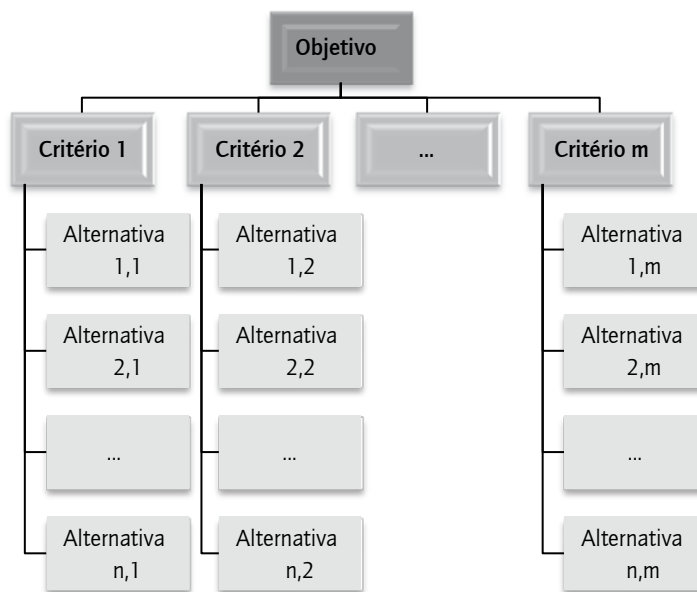 Objetivo
Critério 1
Critério 2
...
Critério m
Alternativa
1,1
Alternativa
1,2
Alternativa
1,m
Alternativa
2,1
Alternativa
2,2
Alternativa
2,m
...
...
...
Alternativa
n,1
Alternativa
n,2
Alternativa
n,m